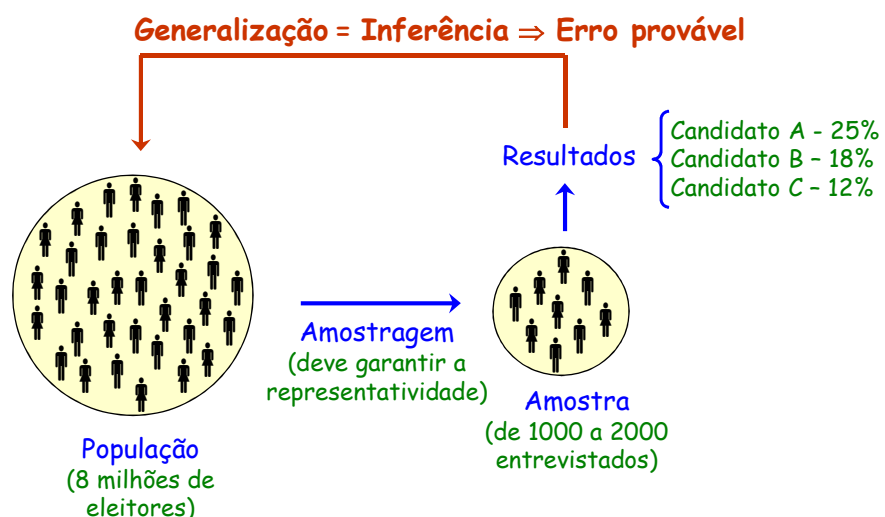 Generalização = Inferência ⇒ Erro provável
Resultados
Candidato A - 25%
Candidato B – 18%
Candidato C – 12%
Amostragem
(deve garantir a
representatividade)
Amostra
(de 1000 a 2000
entrevistados)
População
(8 milhões de
eleitores)